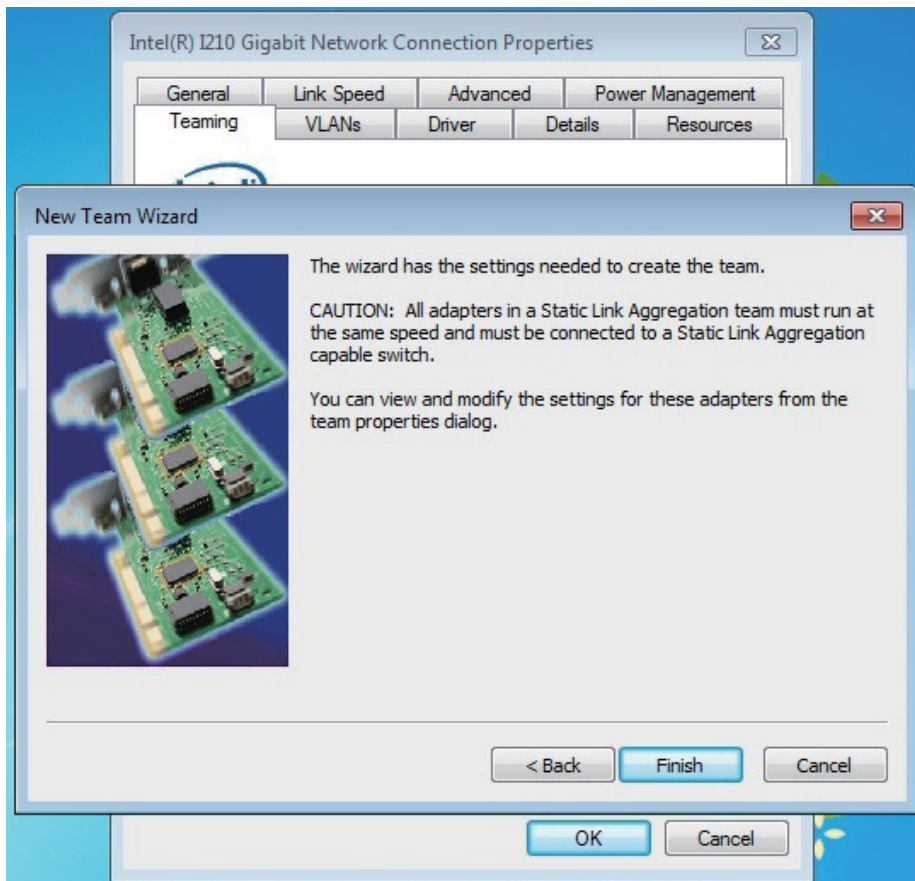 Intel(R) I210 Gigabit Network Connection Properties
General Link Speed Advanced Power Management
Teaming VLANs Driver Details Resources
New Team Wizard
The wizard has the settings needed to create the team.
CAUTION: All adapters in a Static Link Aggregation team must run at
the same speed and must be connected to a Static Link Aggregation
capable switch.
You can view and modify the settings for these adapters from the
team properties dialog.
< Back Finish Cancel
OK Cancel